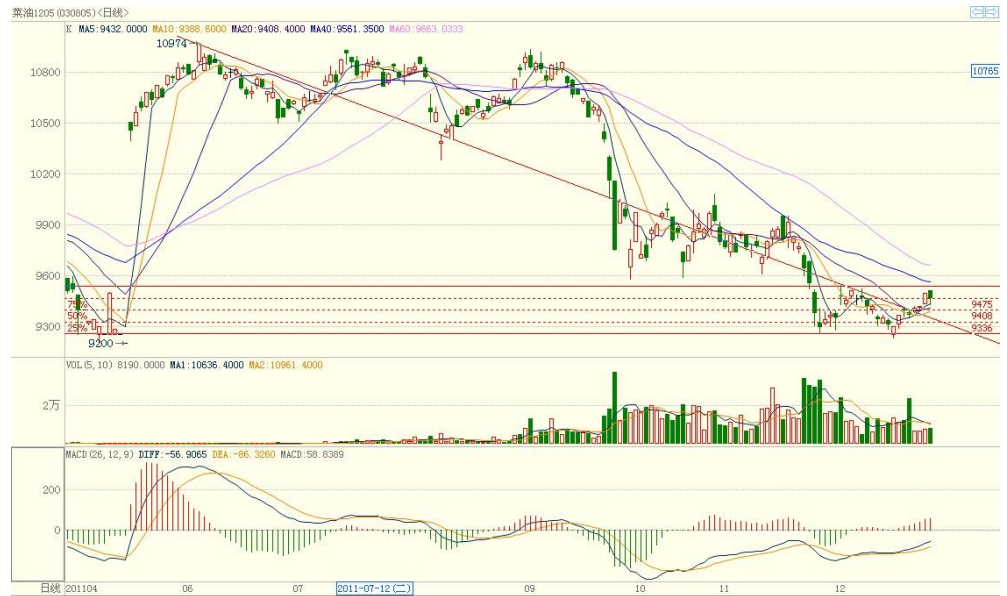 菜油1205(030805)<日线>
K MA5:9432.0000 MA10:9388.6000 MA20:9408.4000 MA40:9561.3500 MA60:9663.0333
10974
10800
10765
10500
10200
9900
9600
75%
9475
50%
9408
9300
25%
9336
9200
VOL(5,10) 8190.0000 MA1:10636.4000 MA2:10961.4000
2万
MACD(26,12,9) DIFF:-56.9065 DEA:-86.3260 MACD:58.8389
200
0
日线 201104 06 07 2011-07-12(二) 09 10 11 12